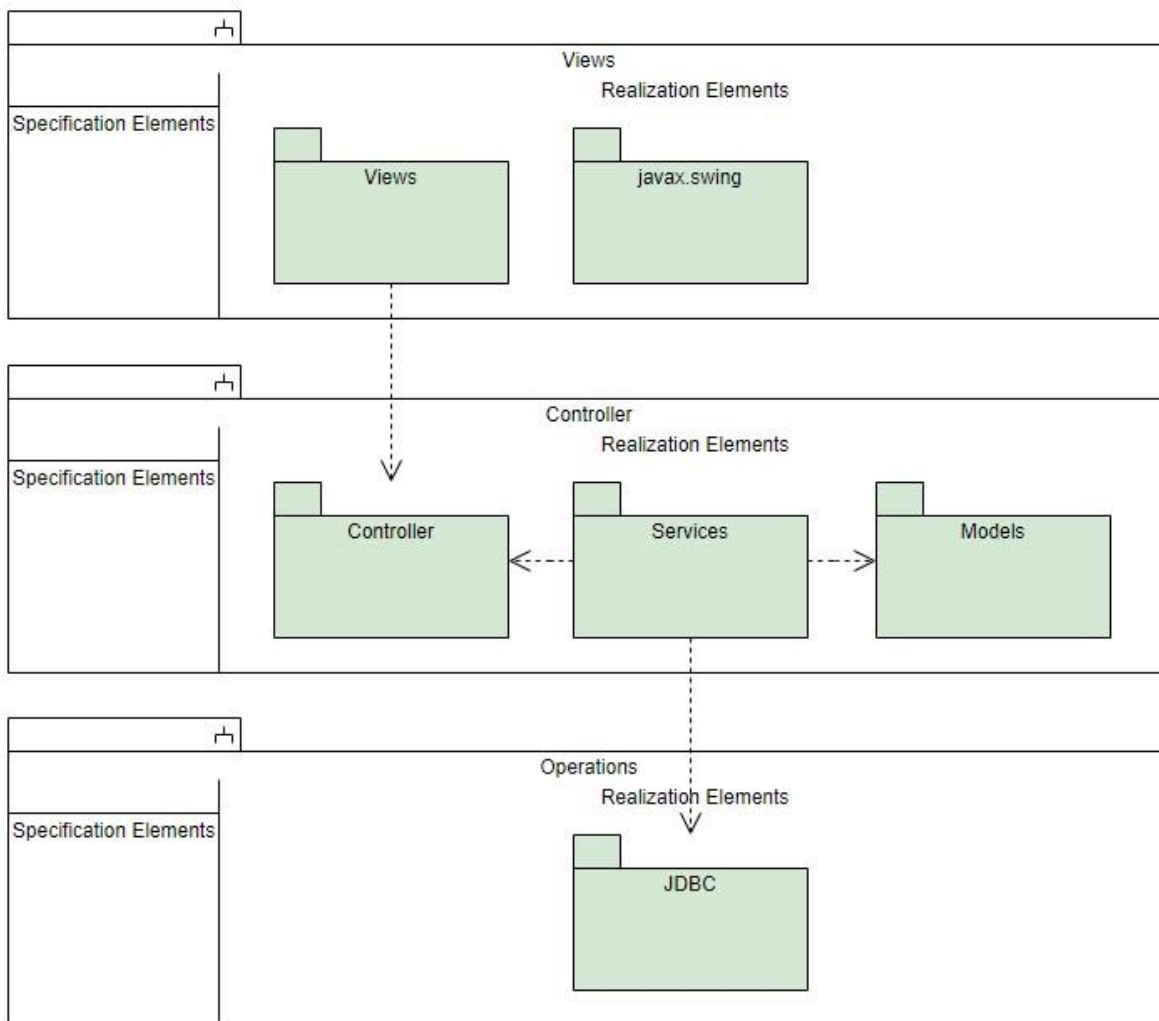 Views
Realization Elements
Specification Elements
Views
javax.swing
Controller
Realization Elements
Specification Elements
Controller
Services
Models
Operations
Realization Elements
Specification Elements
JDBC